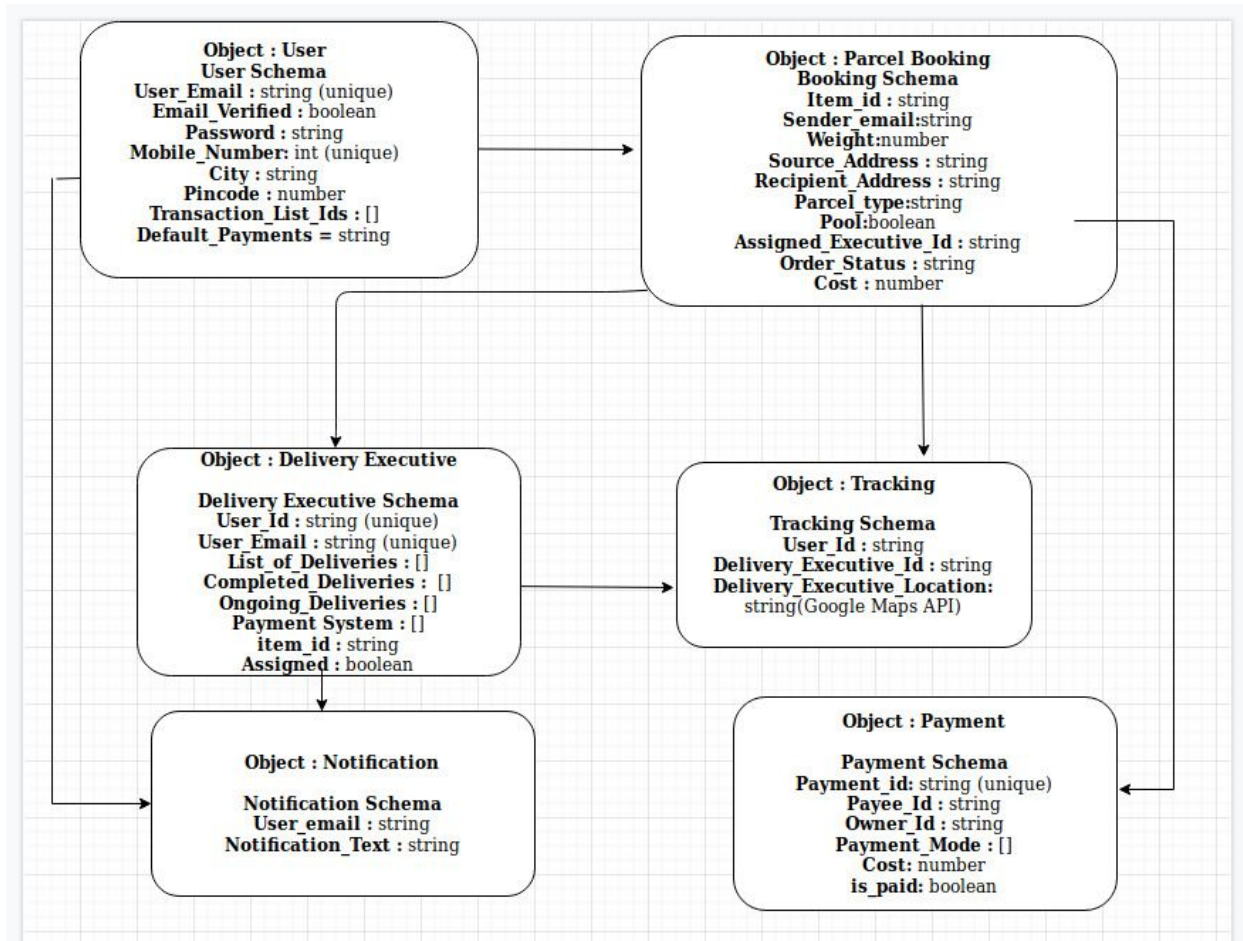 Object : User
User Schema
User_Email : string (unique)
Email_Verified : boolean
Password : string
Mobile_Number: int (unique)
City : string
Pincode : number
Transaction_List_Ids : []
Default_Payments = string
Object : Parcel Booking
Booking Schema
Item_id : string
Sender_email:string
Weight:number
Source_Address : string
Recipient_Address : string
Parcel_type:string
Pool:boolean
Assigned_Executive_Id : string
Order_Status : string
Cost : number
Object : Delivery Executive
Delivery Executive Schema
User_Id : string (unique)
User_Email : string (unique)
List_of_Deliveries : []
Completed_Deliveries :  []
Ongoing_Deliveries : []
Payment System : []
item_id : string
Assigned : boolean
Object : Tracking
Tracking Schema
User_Id : string
Delivery_Executive_Id : string
Delivery_Executive_Location:
string(Google Maps API)
Object : Notification
Notification Schema
User_email : string
Notification_Text : string
Object : Payment
Payment Schema
Payment_id: string (unique)
Payee_Id : string
Owner_Id : string
Payment_Mode : []
Cost: number
is_paid: boolean